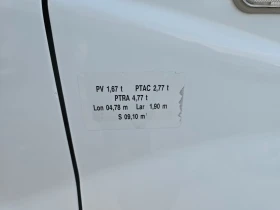 PV 1,67 t PTAC 2,77 t
PTRA 4,77 t
Lon 04,78 m Lar 1,90 m
S 09,10 m²